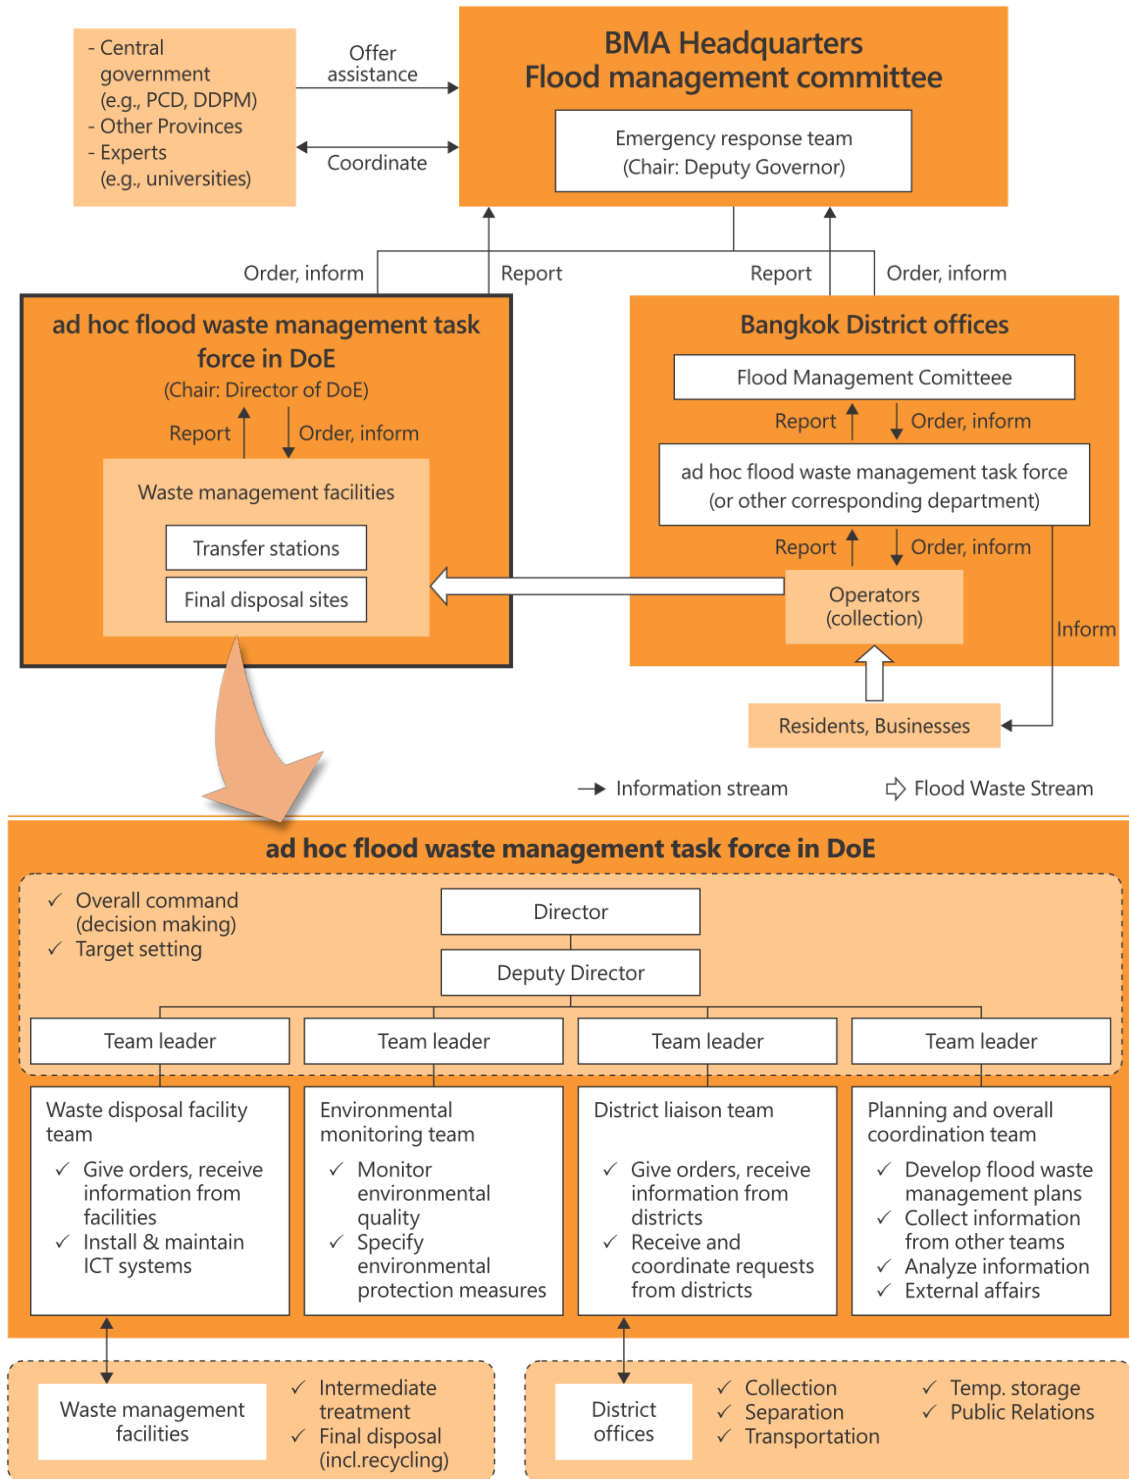 - Central
government
(e.g., PCD, DDPM)
- Other Provinces
- Experts
(e.g., universities)
Offer
assistance
Coordinate
BMA Headquarters
Flood management committee
Emergency response team
(Chair: Deputy Governor)
Order, inform
Report
Report
Order, inform
ad hoc flood waste management task
force in DoE
(Chair: Director of DoE)
Report
Order, inform
Waste management facilities
Transfer stations
Final disposal sites
Bangkok District offices
Flood Management Comitteee
Report
Order, inform
ad hoc flood waste management task force
(or other corresponding department)
Report
Order, inform
Operators
(collection)
Inform
Residents, Businesses
Information stream
Flood Waste Stream
ad hoc flood waste management task force in DoE
✓ Overall command
(decision making)
✓ Target setting
Director
Deputy Director
Team leader
Team leader
Team leader
Team leader
Waste disposal facility
team
✓ Give orders, receive
information from
facilities
✓ Install & maintain
ICT systems
Environmental
monitoring team
✓ Monitor
environmental
quality
✓ Specify
environmental
protection measures
District liaison team
✓ Give orders, receive
information from
districts
✓ Receive and
coordinate requests
from districts
Planning and overall
coordination team
✓ Develop flood waste
management plans
✓ Collect information
from other teams
✓ Analyze information
✓ External affairs
Waste management
facilities
✓ Intermediate
treatment
✓ Final disposal
(incl.recycling)
District
offices
✓ Collection
✓ Separation
✓ Transportation
✓ Temp. storage
✓ Public Relations